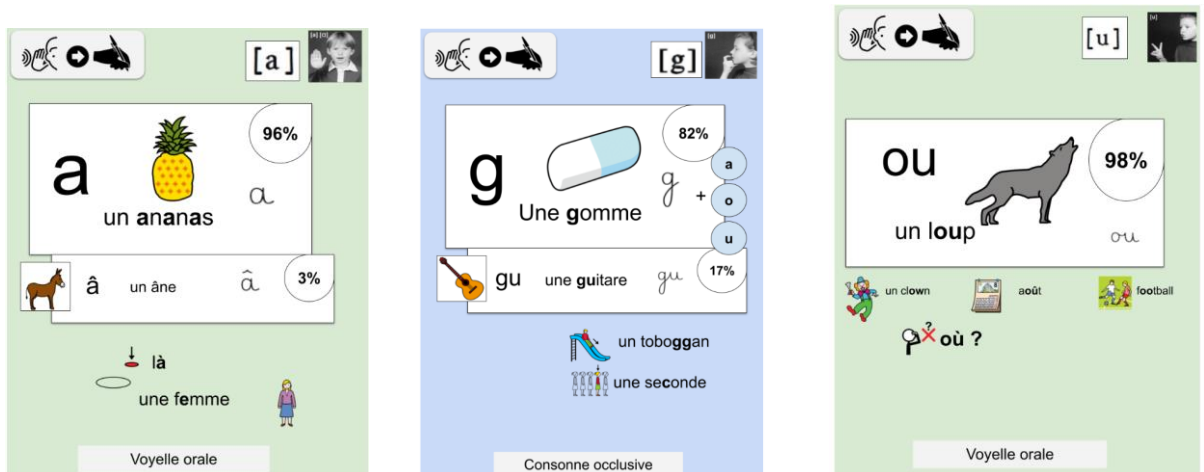 [a]
[a] [ɑ]
96%
a
a
un ananas
â
un âne
â
3%
là
une femme
Voyelle orale
[g]
[g]
82%
g
g
+
a
o
u
Une gomme
gu
une guitare
gu
17%
un toboggan
une seconde
Consonne occlusive
[u]
[u]
ou
98%
un loup
ou
un clown
août
football
? où ?
Voyelle orale